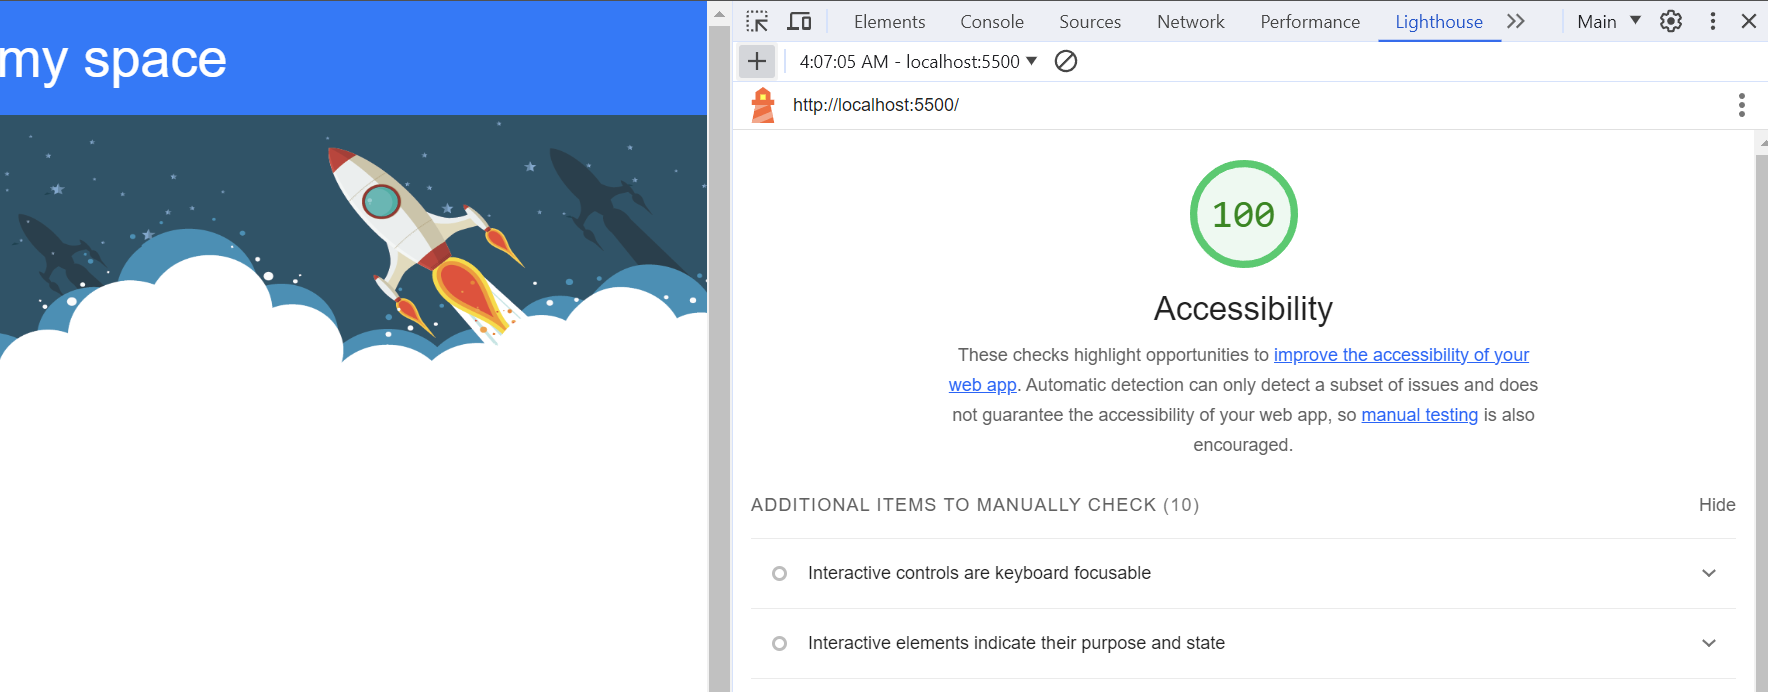 my space
Elements Console Sources Network Performance Lighthouse Main
4:07:05 AM - localhost:5500
http://localhost:5500/
100
Accessibility
These checks highlight opportunities to improve the accessibility of your
web app. Automatic detection can only detect a subset of issues and does
not guarantee the accessibility of your web app, so manual testing is also
encouraged.
ADDITIONAL ITEMS TO MANUALLY CHECK (10) Hide
Interactive controls are keyboard focusable
Interactive elements indicate their purpose and state